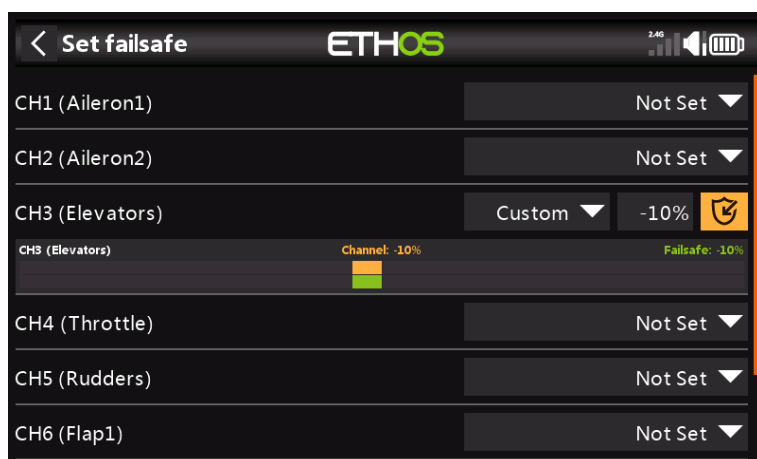 Set failsafe ETHOS 2.4G
CH1 (Aileron1) Not Set
CH2 (Aileron2) Not Set
CH3 (Elevators) Custom -10%
CH3 (Elevators) Channel: -10% Failsafe: -10%
CH4 (Throttle) Not Set
CH5 (Rudders) Not Set
CH6 (Flap1) Not Set